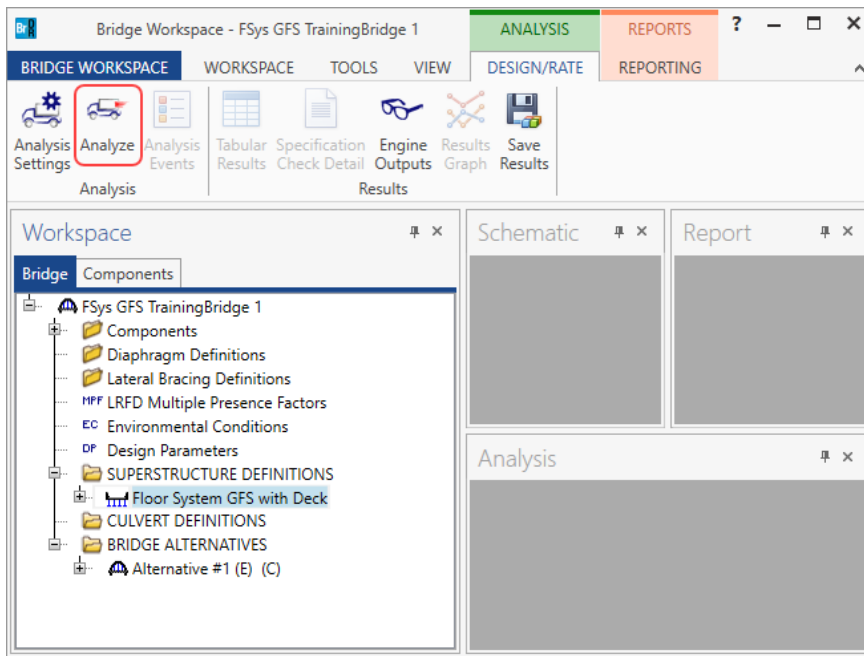 Br
Bridge Workspace - FSys GFS TrainingBridge 1
ANALYSIS
REPORTS
?
BRIDGE WORKSPACE
WORKSPACE
TOOLS
VIEW
DESIGN/RATE
REPORTING
Analysis Settings
Analyze
Analysis Events
Tabular Results
Specification Check Detail
Engine Outputs
Results Graph
Save Results
Analysis
Results
Workspace
Schematic
Report
Bridge
Components
FSys GFS TrainingBridge 1
Components
Diaphragm Definitions
Lateral Bracing Definitions
MPF LRFD Multiple Presence Factors
EC Environmental Conditions
DP Design Parameters
SUPERSTRUCTURE DEFINITIONS
Floor System GFS with Deck
CULVERT DEFINITIONS
BRIDGE ALTERNATIVES
Alternative #1 (E) (C)
Analysis